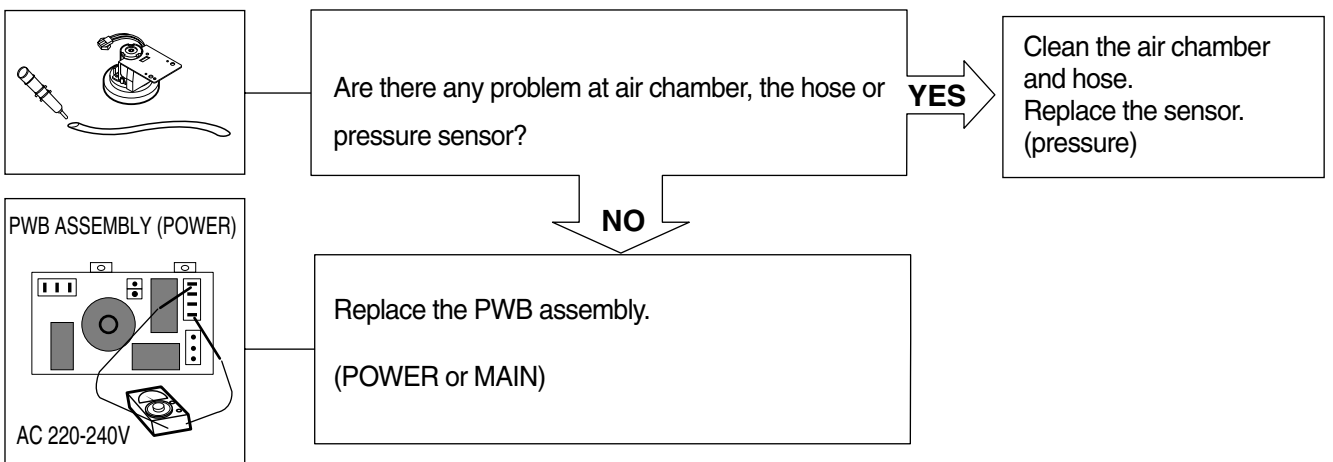 Are there any problem at air chamber, the hose or
pressure sensor?
YES
Clean the air chamber
and hose.
Replace the sensor.
(pressure)
NO
PWB ASSEMBLY (POWER)
AC 220-240V
Replace the PWB assembly.
(POWER or MAIN)